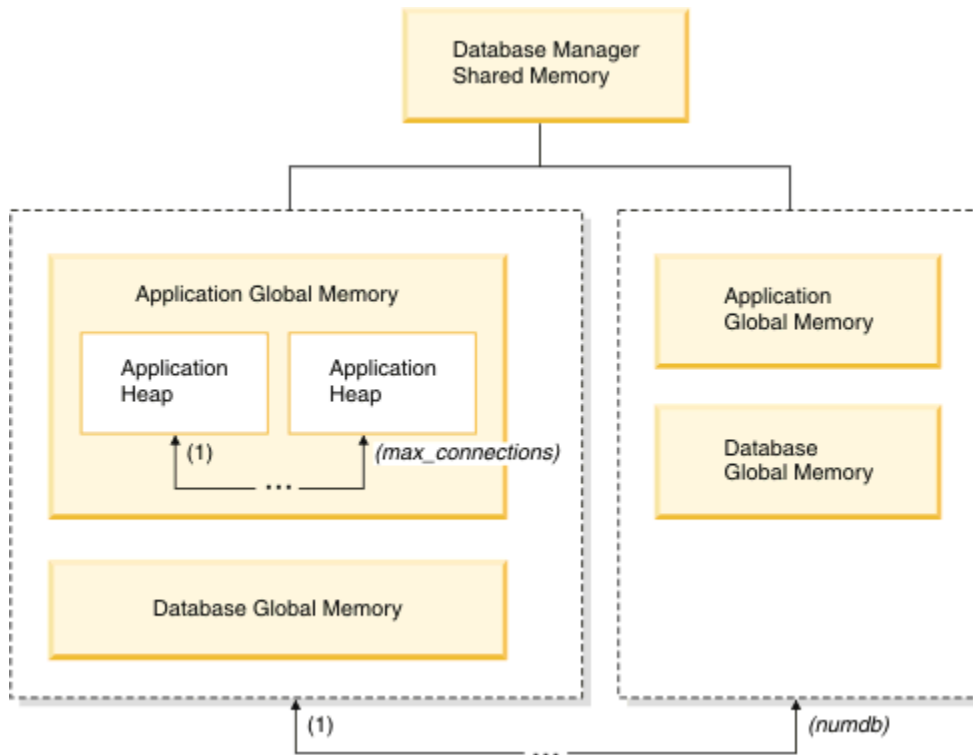 Database Manager
Shared Memory
Application Global Memory
Application
Heap
Application
Heap
(1)
(max_connections)
...
Database Global Memory
Application
Global Memory
Database
Global Memory
(1)
(numdb)
...